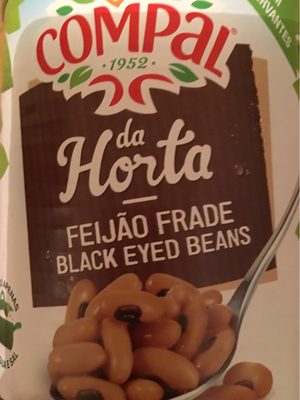 COMPAL
· 1952 ·
da
Horta
FEIJÃO FRADE
BLACK EYED BEANS